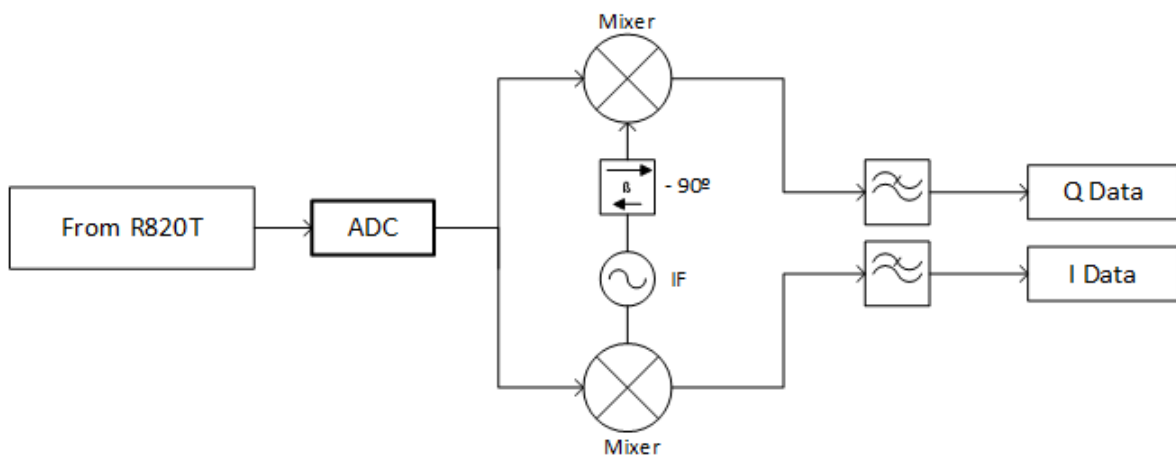 Mixer
ß
- 90º
From R820T
ADC
Q Data
IF
I Data
Mixer